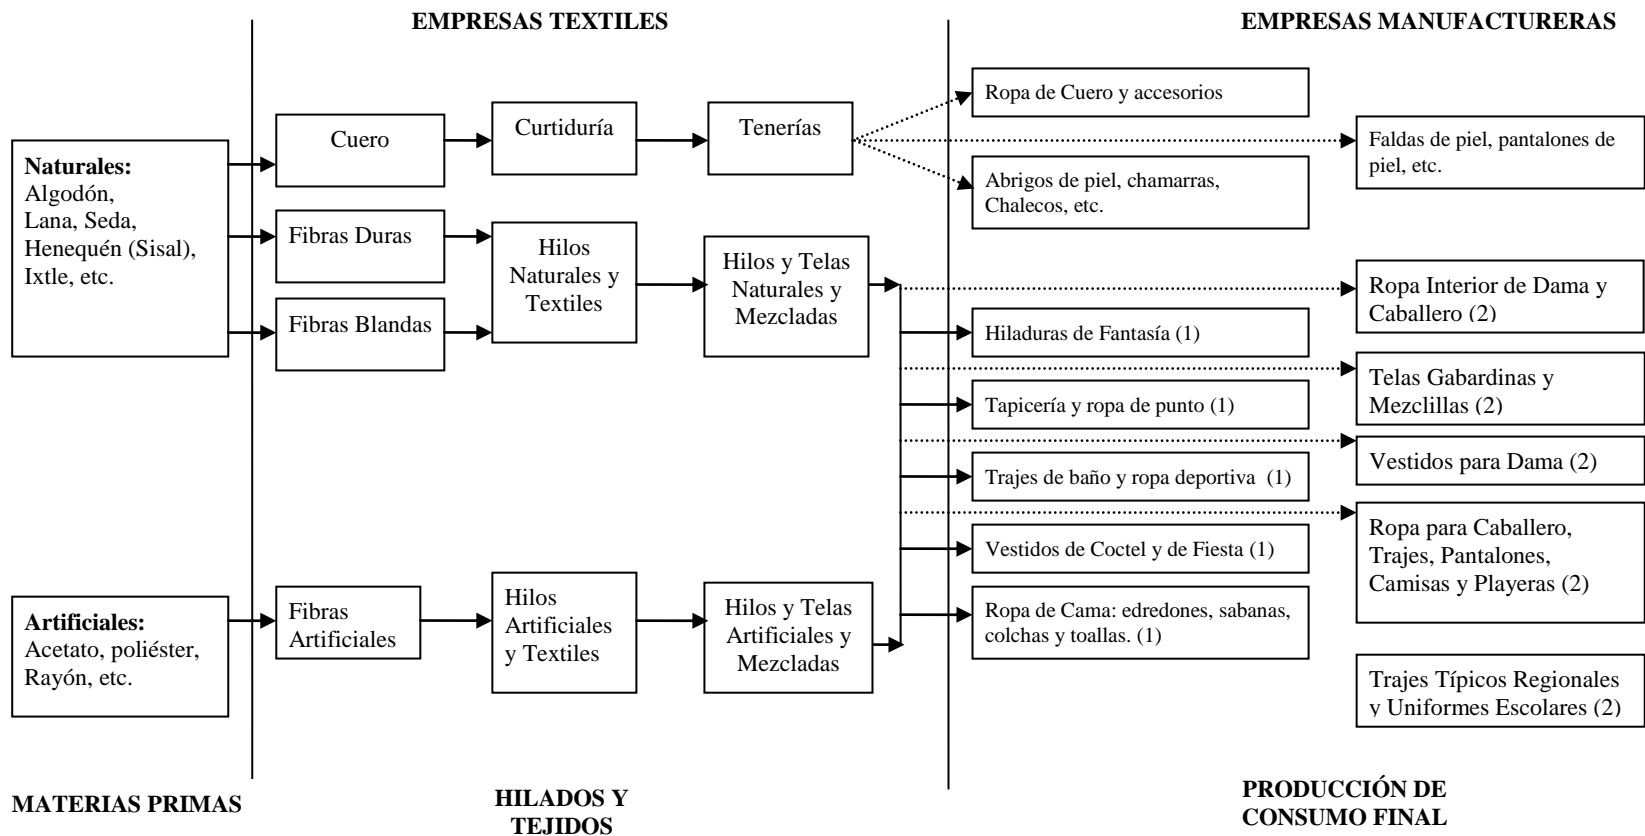 EMPRESAS TEXTILES
EMPRESAS MANUFACTURERAS
Naturales:
Algodón,
Lana, Seda,
Henequén (Sisal),
Ixtle, etc.
Cuero
Curtiduría
Tenerías
Ropa de Cuero y accesorios
Faldas de piel, pantalones de
piel, etc.
Abrigos de piel, chamarras,
Chalecos, etc.
Fibras Duras
Fibras Blandas
Hilos
Naturales y
Textiles
Hilos y Telas
Naturales y
Mezcladas
Ropa Interior de Dama y
Caballero (2)
Hiladuras de Fantasía (1)
Telas Gabardinas y
Mezclillas (2)
Tapicería y ropa de punto (1)
Vestidos para Dama (2)
Trajes de baño y ropa deportiva (1)
Ropa para Caballero,
Trajes, Pantalones,
Camisas y Playeras (2)
Vestidos de Coctel y de Fiesta (1)
Ropa de Cama: edredones, sabanas,
colchas y toallas. (1)
Trajes Típicos Regionales
y Uniformes Escolares (2)
Artificiales:
Acetato, poliéster,
Rayón, etc.
Fibras
Artificiales
Hilos
Artificiales
y Textiles
Hilos y Telas
Artificiales y
Mezcladas
MATERIAS PRIMAS
HILADOS Y
TEJIDOS
PRODUCCIÓN DE
CONSUMO FINAL